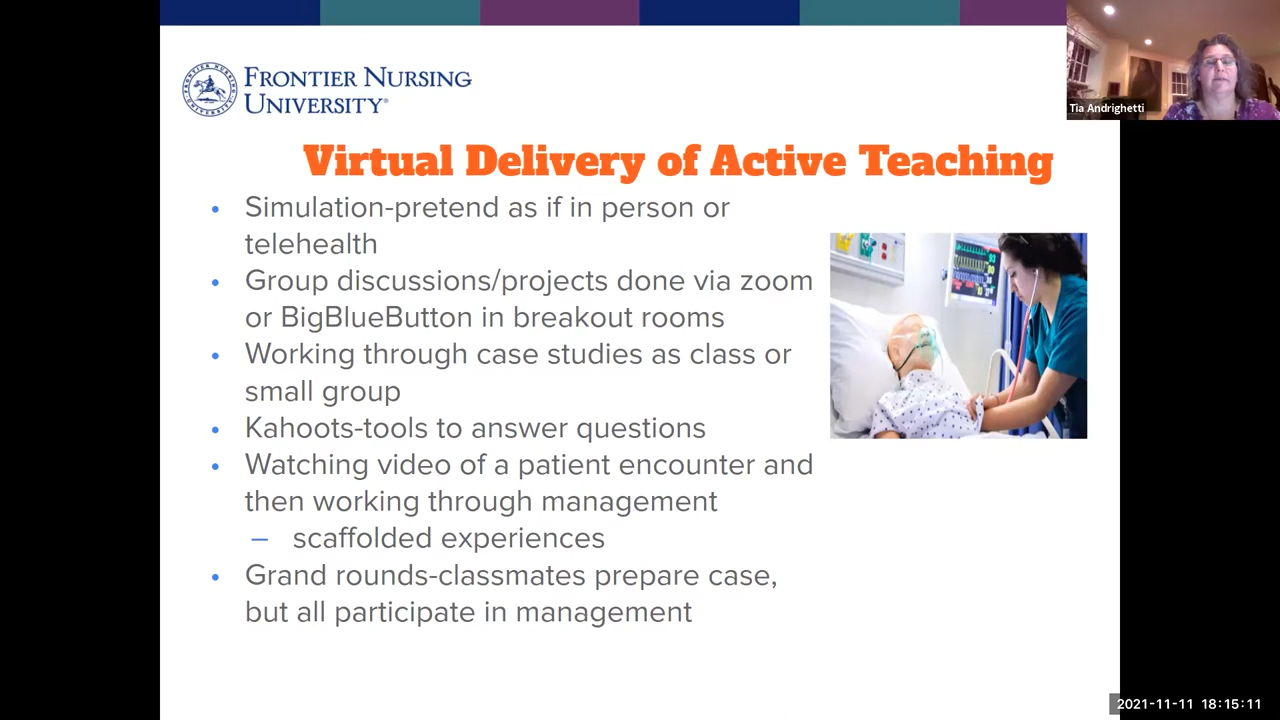 FRONTIER NURSING
UNIVERSITY®
Tia Andrighetti
Virtual Delivery of Active Teaching
• Simulation-pretend as if in person or
telehealth
• Group discussions/projects done via zoom
or BigBlueButton in breakout rooms
• Working through case studies as class or
small group
• Kahoots-tools to answer questions
• Watching video of a patient encounter and
then working through management
– scaffolded experiences
• Grand rounds-classmates prepare case,
but all participate in management
2021-11-11 18:15:11